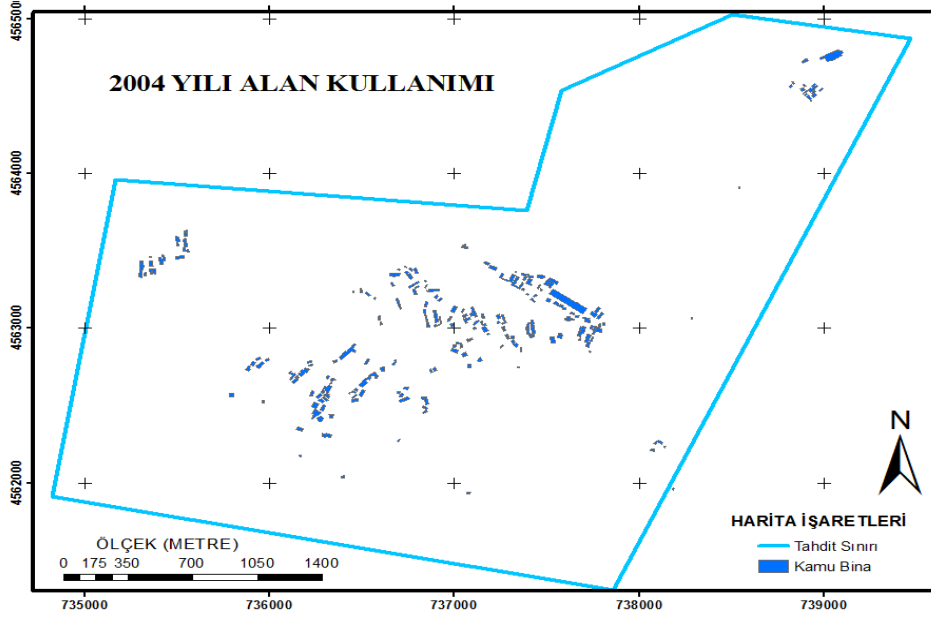 2004 YILI ALAN KULLANIMI
4565000
4564000
4563000
4562000
N
HARİTA İŞARETLERİ
Tahdit Sınırı
Kamu Bina
ÖLÇEK (METRE)
0 175 350 700 1050 1400
735000 736000 737000 738000 739000